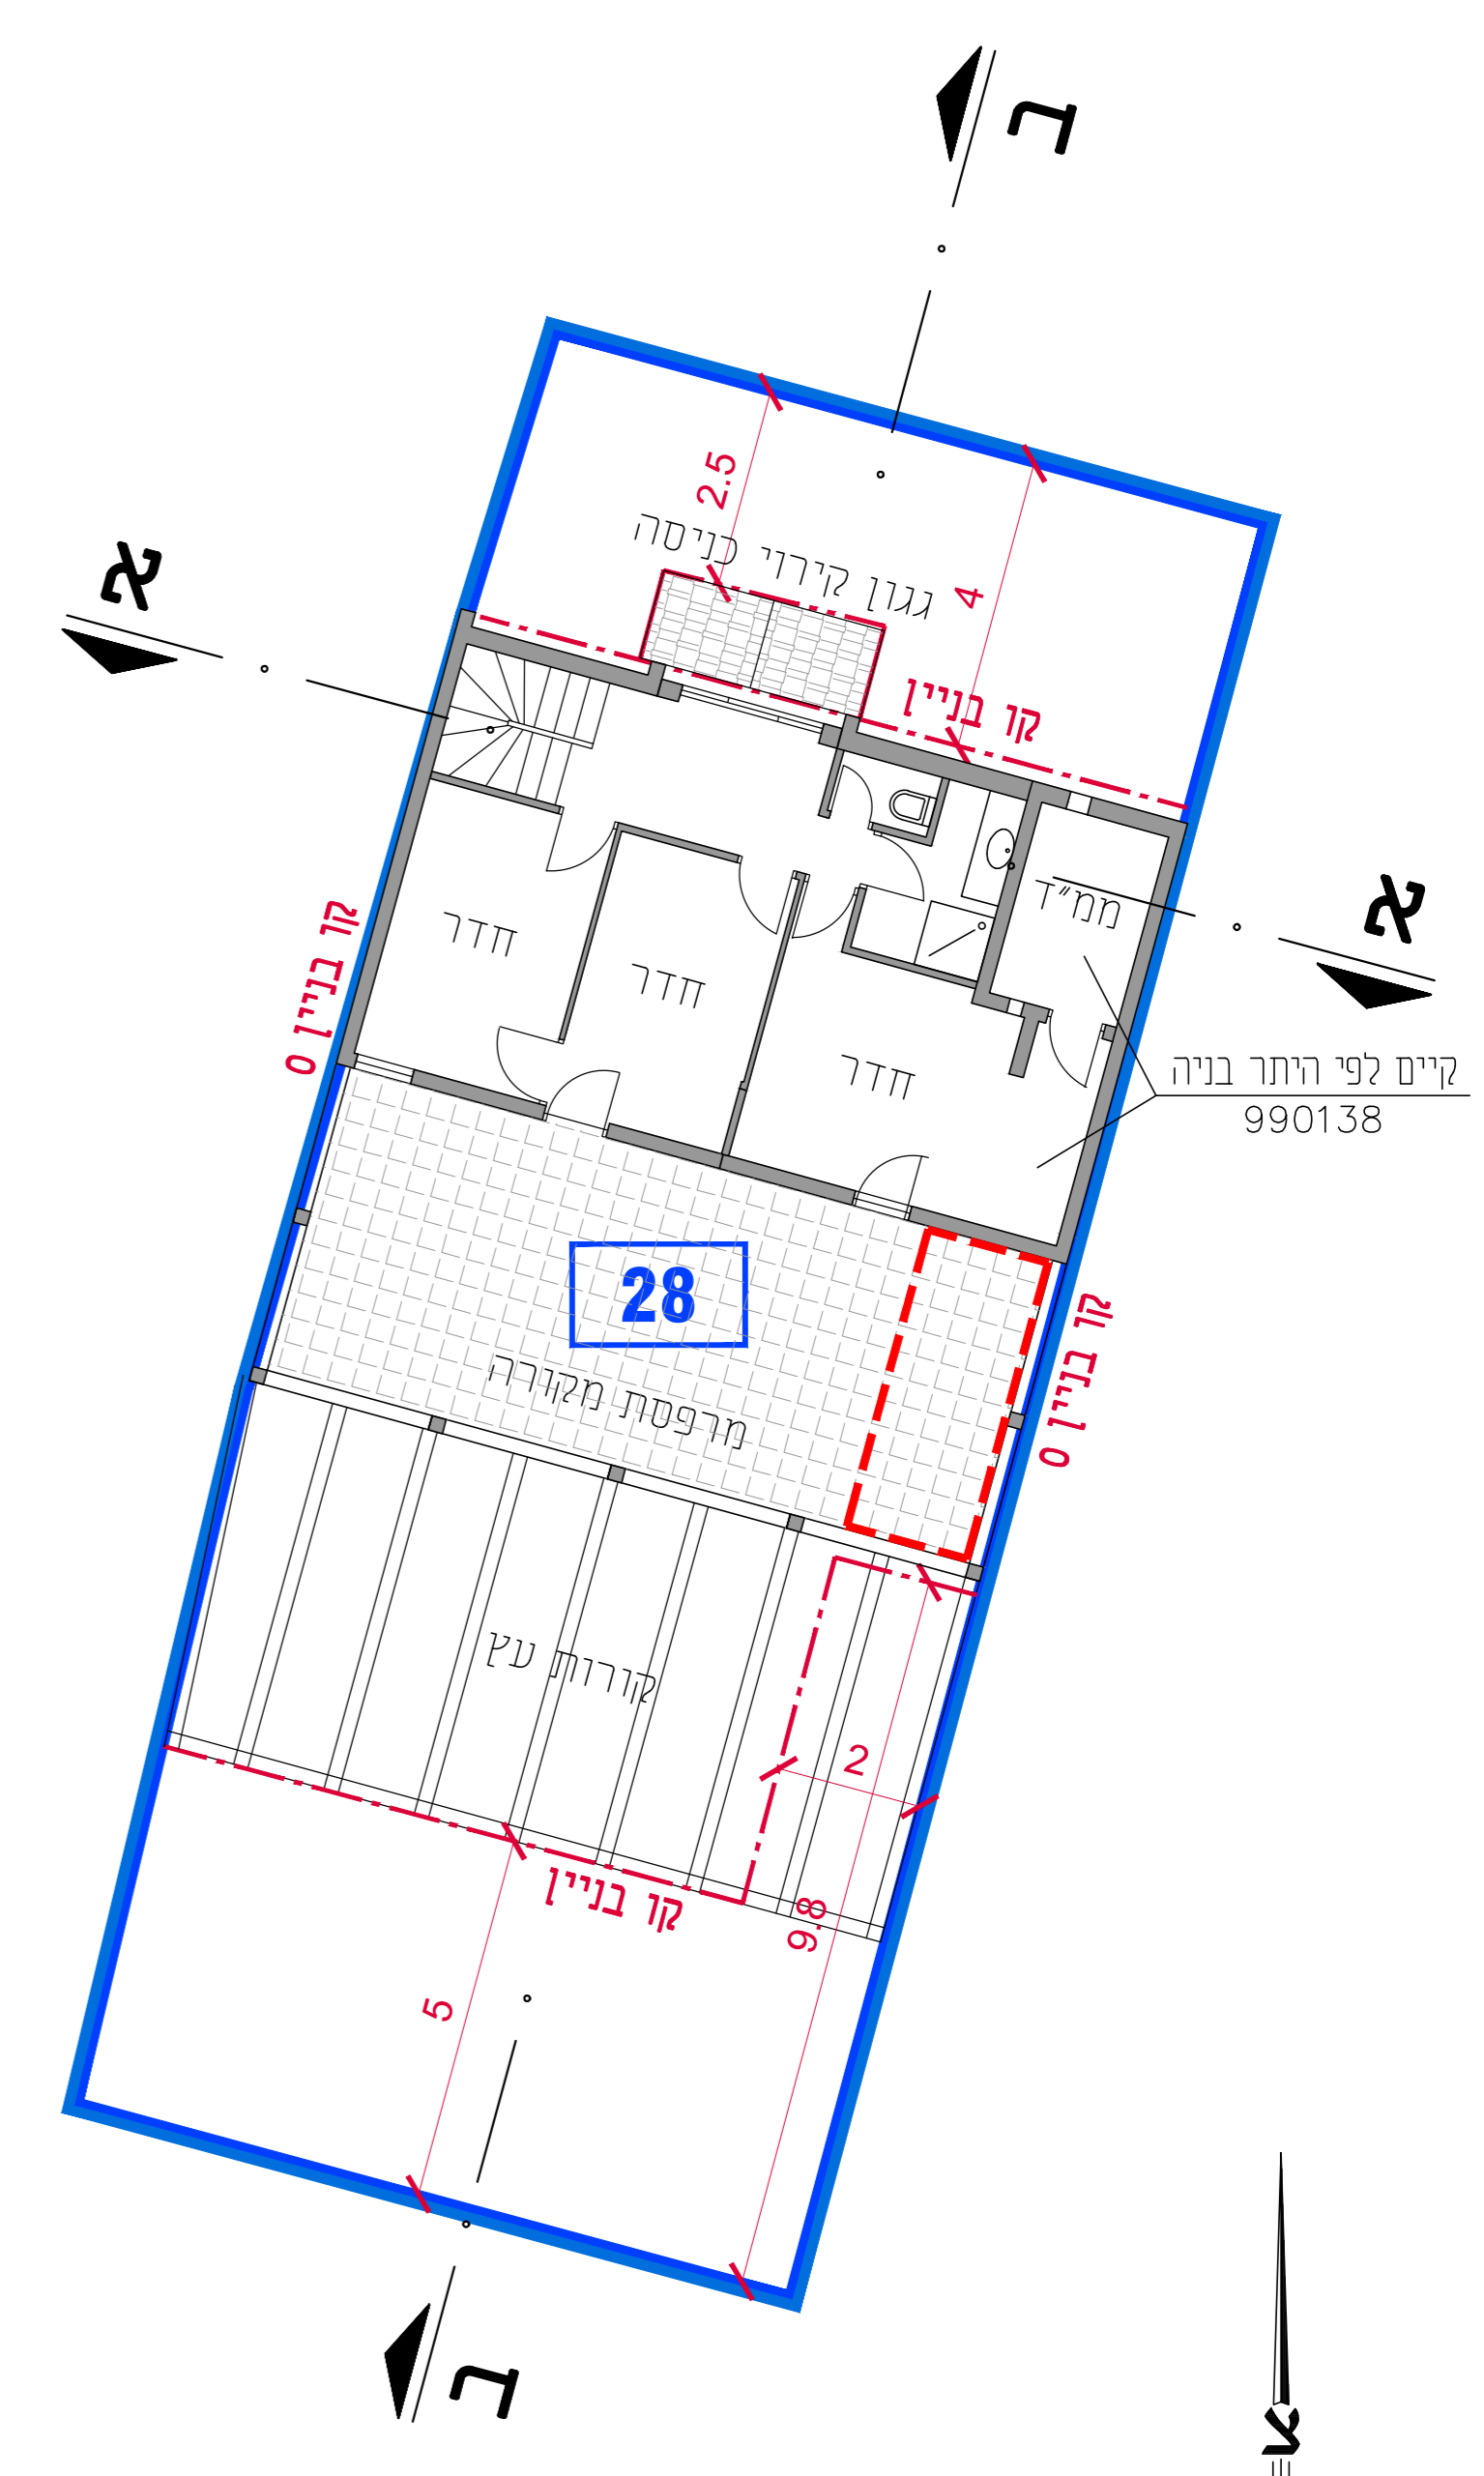 ד
2.5
4
גגון קירוי כניסה
א
קו בניין
ממ"ד
א
חדר
חדר
קו בניין 0
חדר
קיים לפי היתר בניה
990138
28
קו בניין 0
מרפסת מקורה
קורות עץ
2
קו בניין
9.8
5
ד
צ